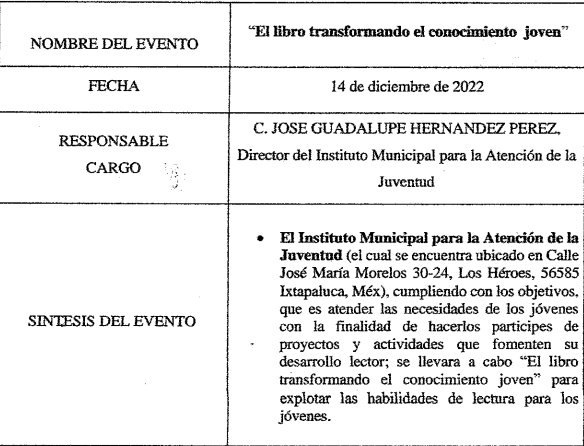 NOMBRE DEL EVENTO
“El libro transformando el conocimiento joven”
FECHA
14 de diciembre de 2022
RESPONSABLE
CARGO
C. JOSE GUADALUPE HERNANDEZ PEREZ,
Director del Instituto Municipal para la Atención de la
Juventud
SINTESIS DEL EVENTO
• El Instituto Municipal para la Atención de la
Juventud (el cual se encuentra ubicado en Calle
José María Morelos 30-24, Los Héroes, 56585
Ixtapaluca, Méx), cumpliendo con los objetivos,
que es atender las necesidades de los jóvenes
con la finalidad de hacerlos participes de
proyectos y actividades que fomenten su
desarrollo lector; se llevara a cabo “El libro
transformando el conocimiento joven” para
explotar las habilidades de lectura para los
jóvenes.